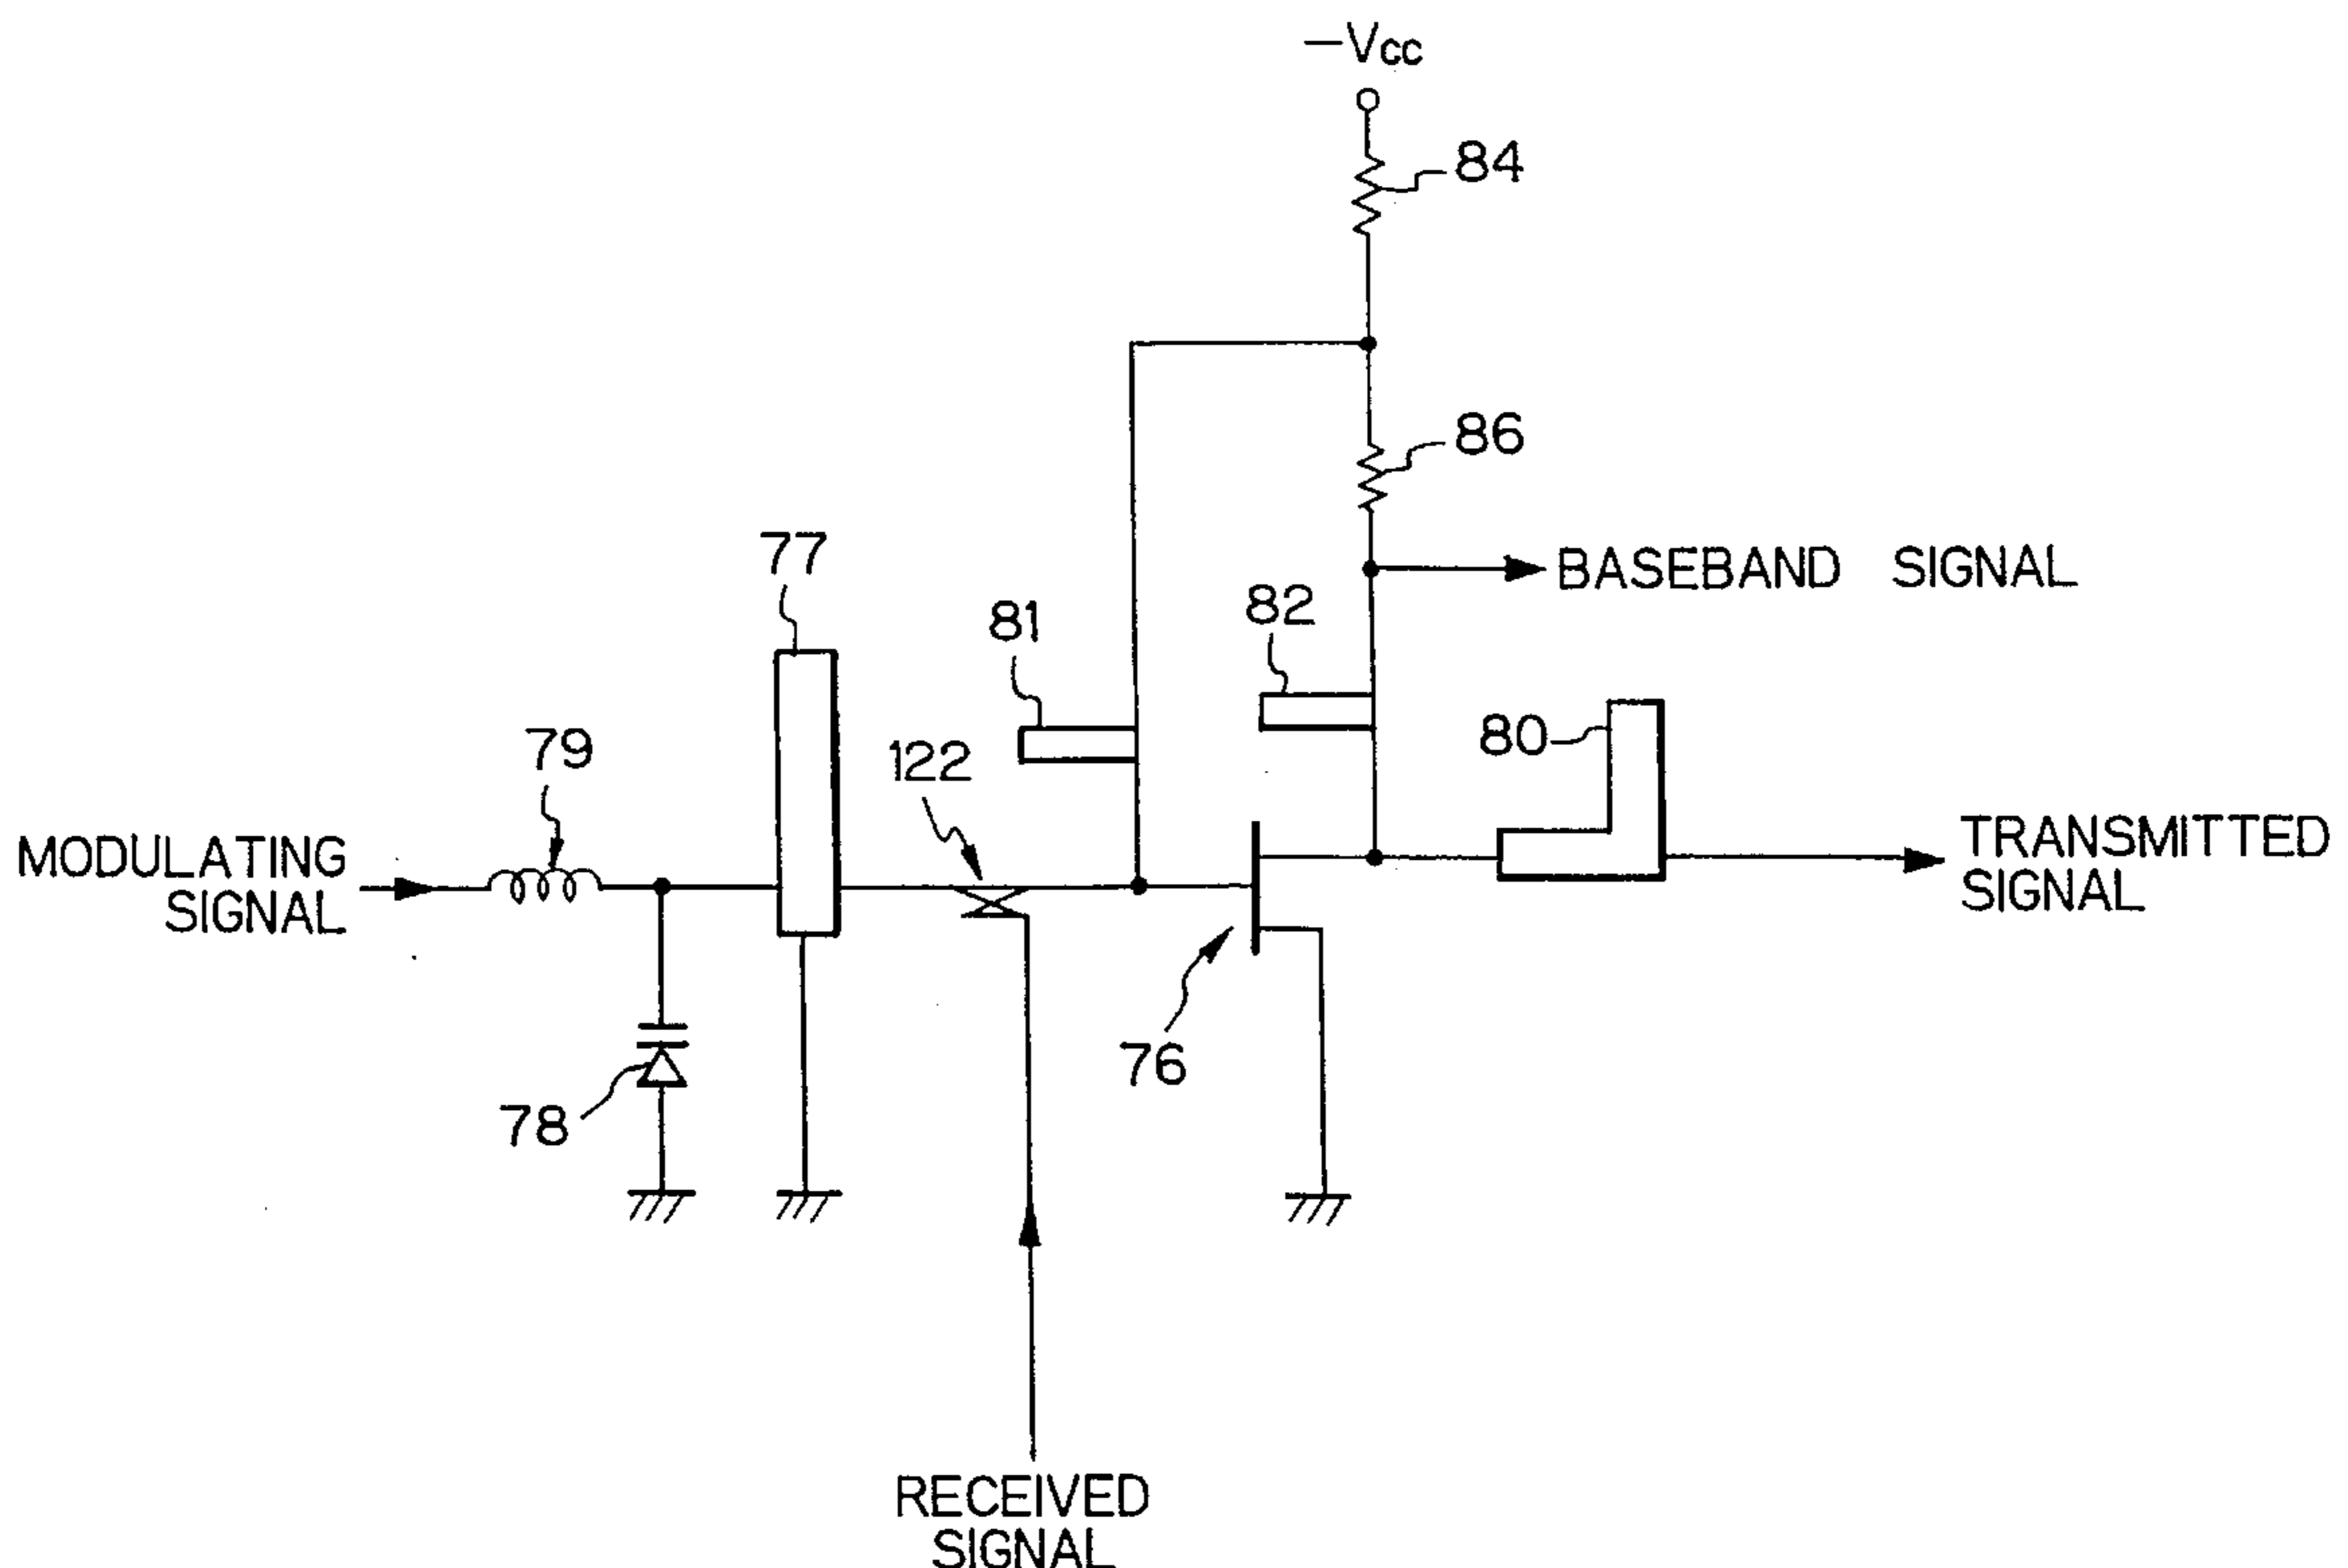 —VCC
84
86
77
BASEBAND SIGNAL
82
81
80
79
122
MODULATING
SIGNAL
TRANSMITTED
SIGNAL
76
78
RECEIVED
SIGNAL